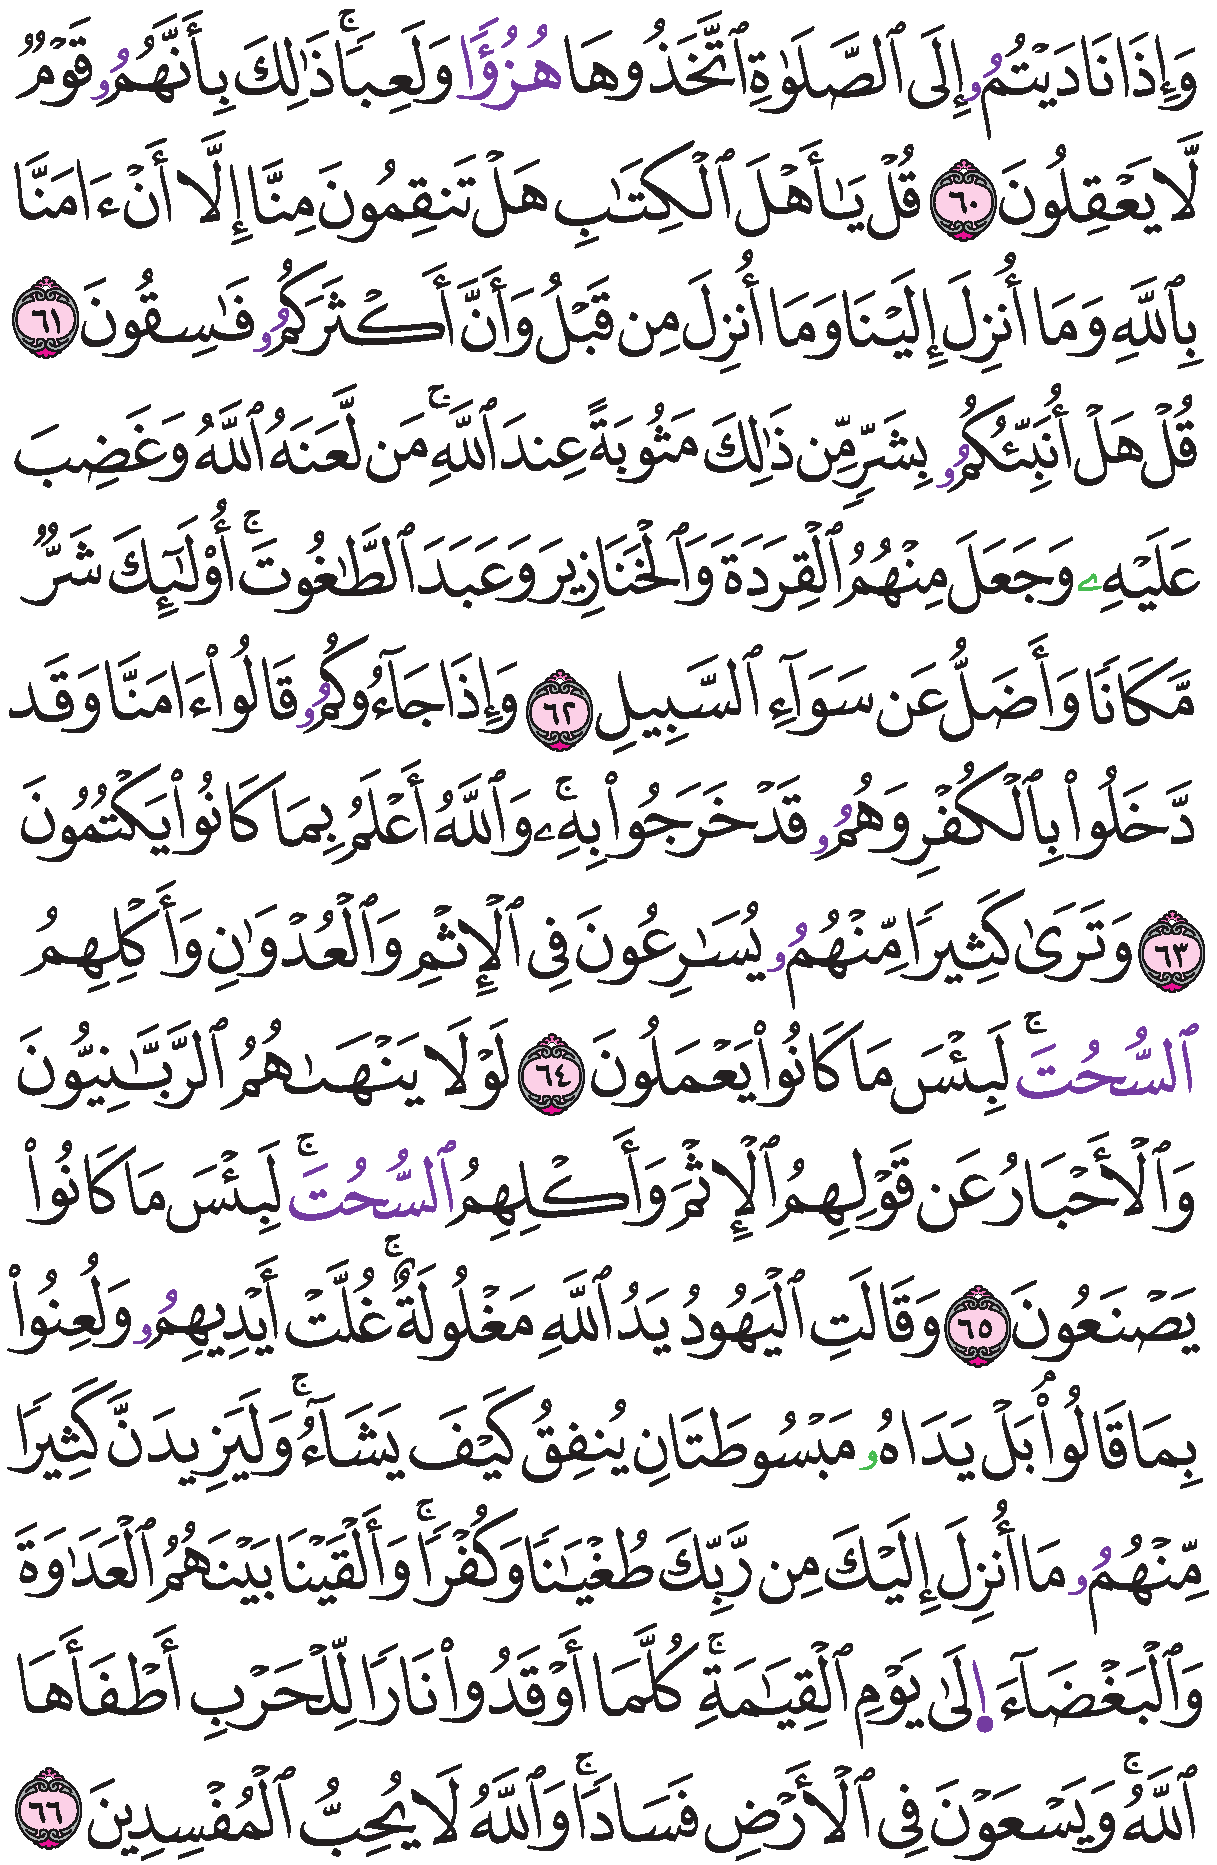 وَإِذَا نَادَيْتُمُۥ إِلَى ٱلصَّلَوٰةِ ٱتَّخَذُوهَا هُزُؤًا وَلَعِبًا ۚ ذَٰلِكَ بِأَنَّهُمُۥ قَوْمٌ
لَّا يَعْقِلُونَ ٦٠ قُلْ يَٰأَهْلَ ٱلْكِتَٰبِ هَلْ تَنقِمُونَ مِنَّا إِلَّا أَنْ ءَامَنَّا
بِٱللَّهِ وَمَا أُنزِلَ إِلَيْنَا وَمَا أُنزِلَ مِن قَبْلُ وَأَنَّ أَكْثَرَكُمُۥ فَٰسِقُونَ ٦١
قُلْ هَلْ أُنَبِّئُكُمُۥ بِشَرٍّ مِّن ذَٰلِكَ مَثُوبَةً عِندَ ٱللَّهِ ۚ مَن لَّعَنَهُ ٱللَّهُ وَغَضِبَ
عَلَيْهِۦ وَجَعَلَ مِنْهُمُ ٱلْقِرَدَةَ وَٱلْخَنَازِيرَ وَعَبَدَ ٱلطَّٰغُوتَ ۚ أُوْلَٰٓئِكَ شَرٌّ
مَّكَانًا وَأَضَلُّ عَن سَوَآءِ ٱلسَّبِيلِ ٦٢ وَإِذَا جَآءُوكُمُۥ قَالُواْ ءَامَنَّا وَقَد
دَّخَلُواْ بِٱلْكُفْرِ وَهُمُۥ قَدْ خَرَجُواْ بِهِۦ ۚ وَٱللَّهُ أَعْلَمُ بِمَا كَانُواْ يَكْتُمُونَ
٦٣ وَتَرَىٰ كَثِيرًا مِّنْهُمُۥ يُسَٰرِعُونَ فِى ٱلْإِثْمِ وَٱلْعُدْوَٰنِ وَأَكْلِهِمُ
ٱلسُّحُتَ ۚ لَبِئْسَ مَا كَانُواْ يَعْمَلُونَ ٦٤ لَوْلَا يَنْهَىٰهُمُ ٱلرَّبَّٰنِيُّونَ
وَٱلْأَحْبَارُ عَن قَوْلِهِمُ ٱلْإِثْمَ وَأَكْلِهِمُ ٱلسُّحُتَ ۚ لَبِئْسَ مَا كَانُواْ
يَصْنَعُونَ ٦٥ وَقَالَتِ ٱلْيَهُودُ يَدُ ٱللَّهِ مَغْلُولَةٌ ۚ غُلَّتْ أَيْدِيهِمُۥ وَلُعِنُواْ
بِمَا قَالُواْ ۘ بَلْ يَدَاهُۥ مَبْسُوطَتَانِ يُنفِقُ كَيْفَ يَشَآءُ ۚ وَلَيَزِيدَنَّ كَثِيرًا
مِّنْهُمُۥ مَا أُنزِلَ إِلَيْكَ مِن رَّبِّكَ طُغْيَٰنًا وَكُفْرًا ۚ وَأَلْقَيْنَا بَيْنَهُمُ ٱلْعَدَٰوَةَ
وَٱلْبَغْضَآءَ اِلَىٰ يَوْمِ ٱلْقِيَٰمَةِ ۚ كُلَّمَا أَوْقَدُواْ نَارًا لِّلْحَرْبِ أَطْفَأَهَا
ٱللَّهُ ۚ وَيَسْعَوْنَ فِى ٱلْأَرْضِ فَسَادًا ۚ وَٱللَّهُ لَا يُحِبُّ ٱلْمُفْسِدِينَ ٦٦